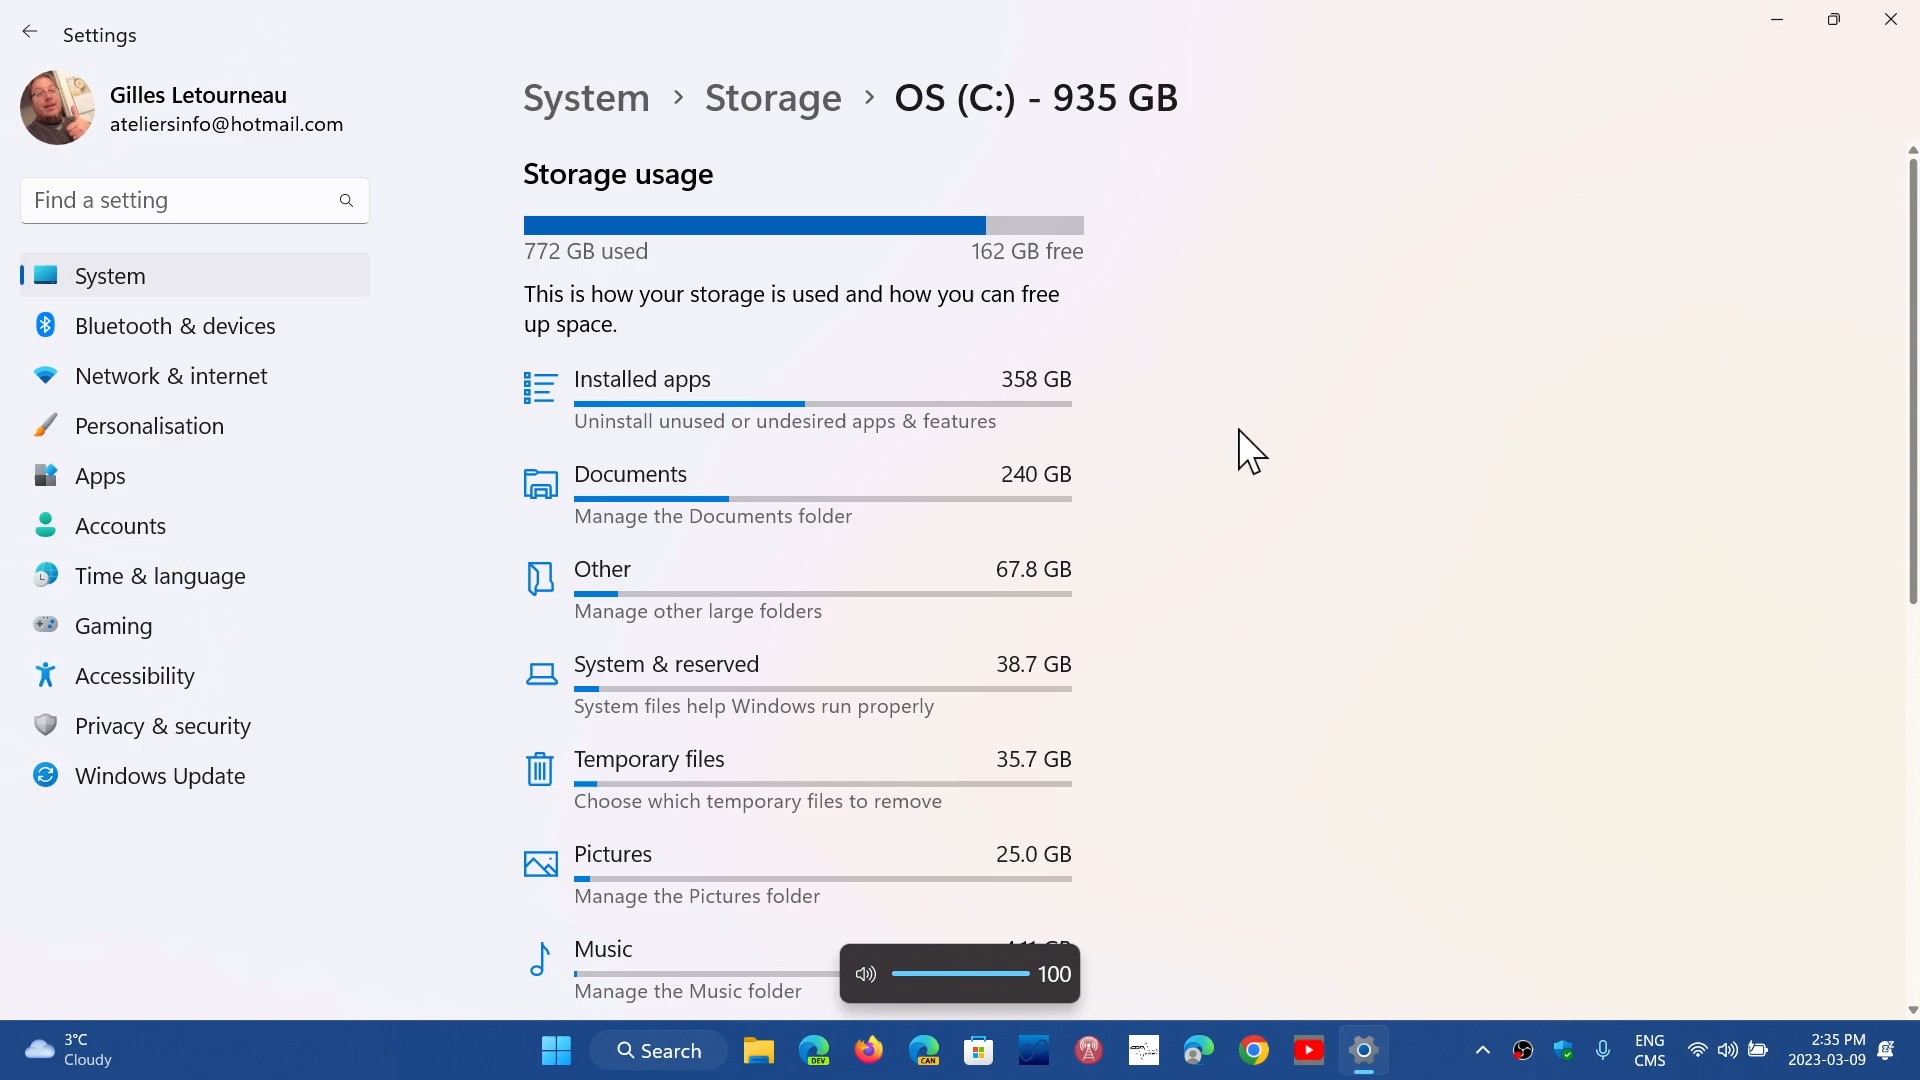 Settings
Gilles Letourneau
ateliersinfo@hotmail.com
Find a setting
System
Bluetooth & devices
Network & internet
Personalisation
Apps
Accounts
Time & language
Gaming
Accessibility
Privacy & security
Windows Update
System > Storage > OS (C:) - 935 GB
Storage usage
772 GB used 162 GB free
This is how your storage is used and how you can free
up space.
Installed apps 358 GB
Uninstall unused or undesired apps & features
Documents 240 GB
Manage the Documents folder
Other 67.8 GB
Manage other large folders
System & reserved 38.7 GB
System files help Windows run properly
Temporary files 35.7 GB
Choose which temporary files to remove
Pictures 25.0 GB
Manage the Pictures folder
Music
Manage the Music folder
100
3°C
Cloudy
Search
DEV
CAN
ENG
CMS
2:35 PM
2023-03-09